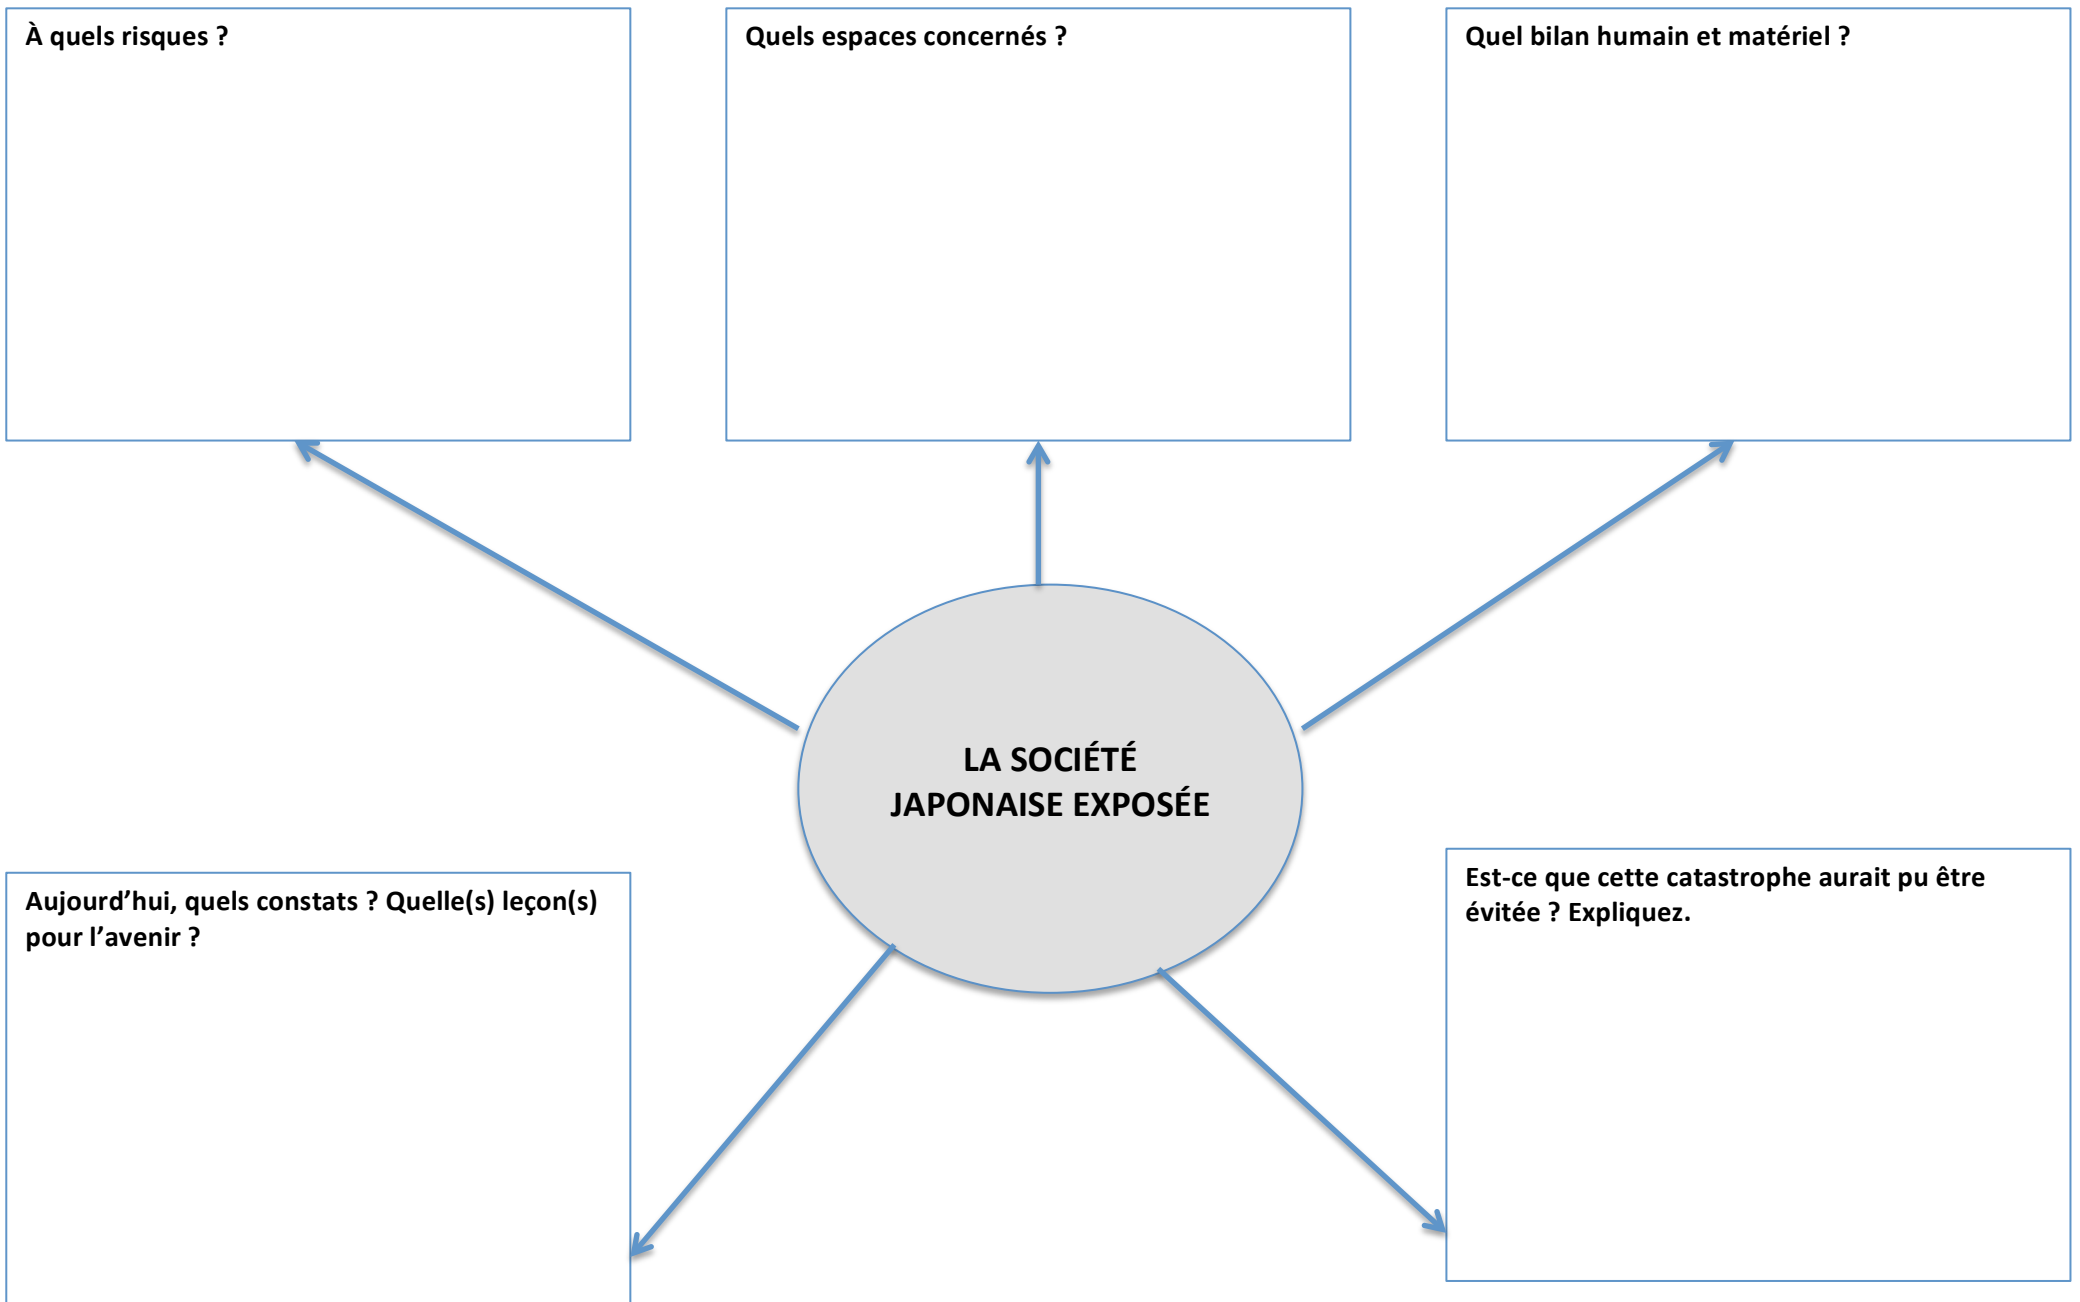 À quels risques ?
Quels espaces concernés ?
Quel bilan humain et matériel ?
LA SOCIÉTÉ
JAPONAISE EXPOSÉE
Aujourd’hui, quels constats ? Quelle(s) leçon(s)
pour l’avenir ?
Est-ce que cette catastrophe aurait pu être
évitée ? Expliquez.